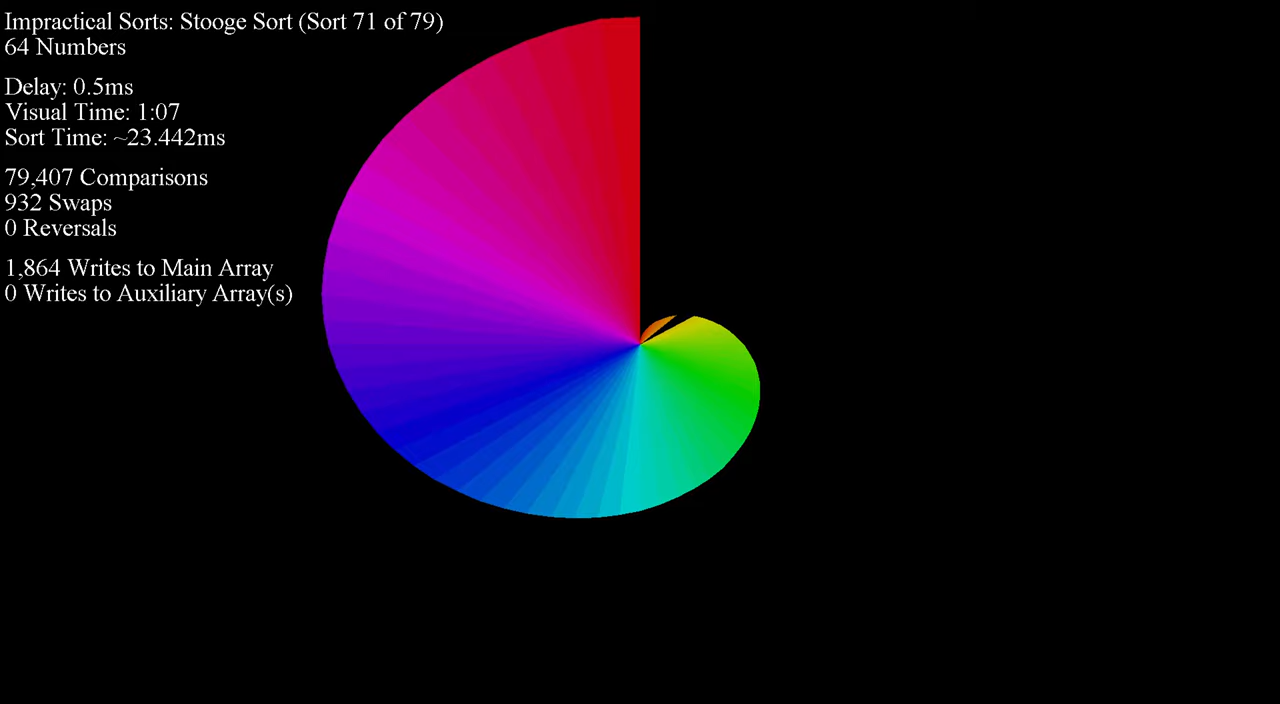 Impractical Sorts: Stooge Sort (Sort 71 of 79)
64 Numbers
Delay: 0.5ms
Visual Time: 1:07
Sort Time: ~23.442ms
79,407 Comparisons
932 Swaps
0 Reversals
1,864 Writes to Main Array
0 Writes to Auxiliary Array(s)